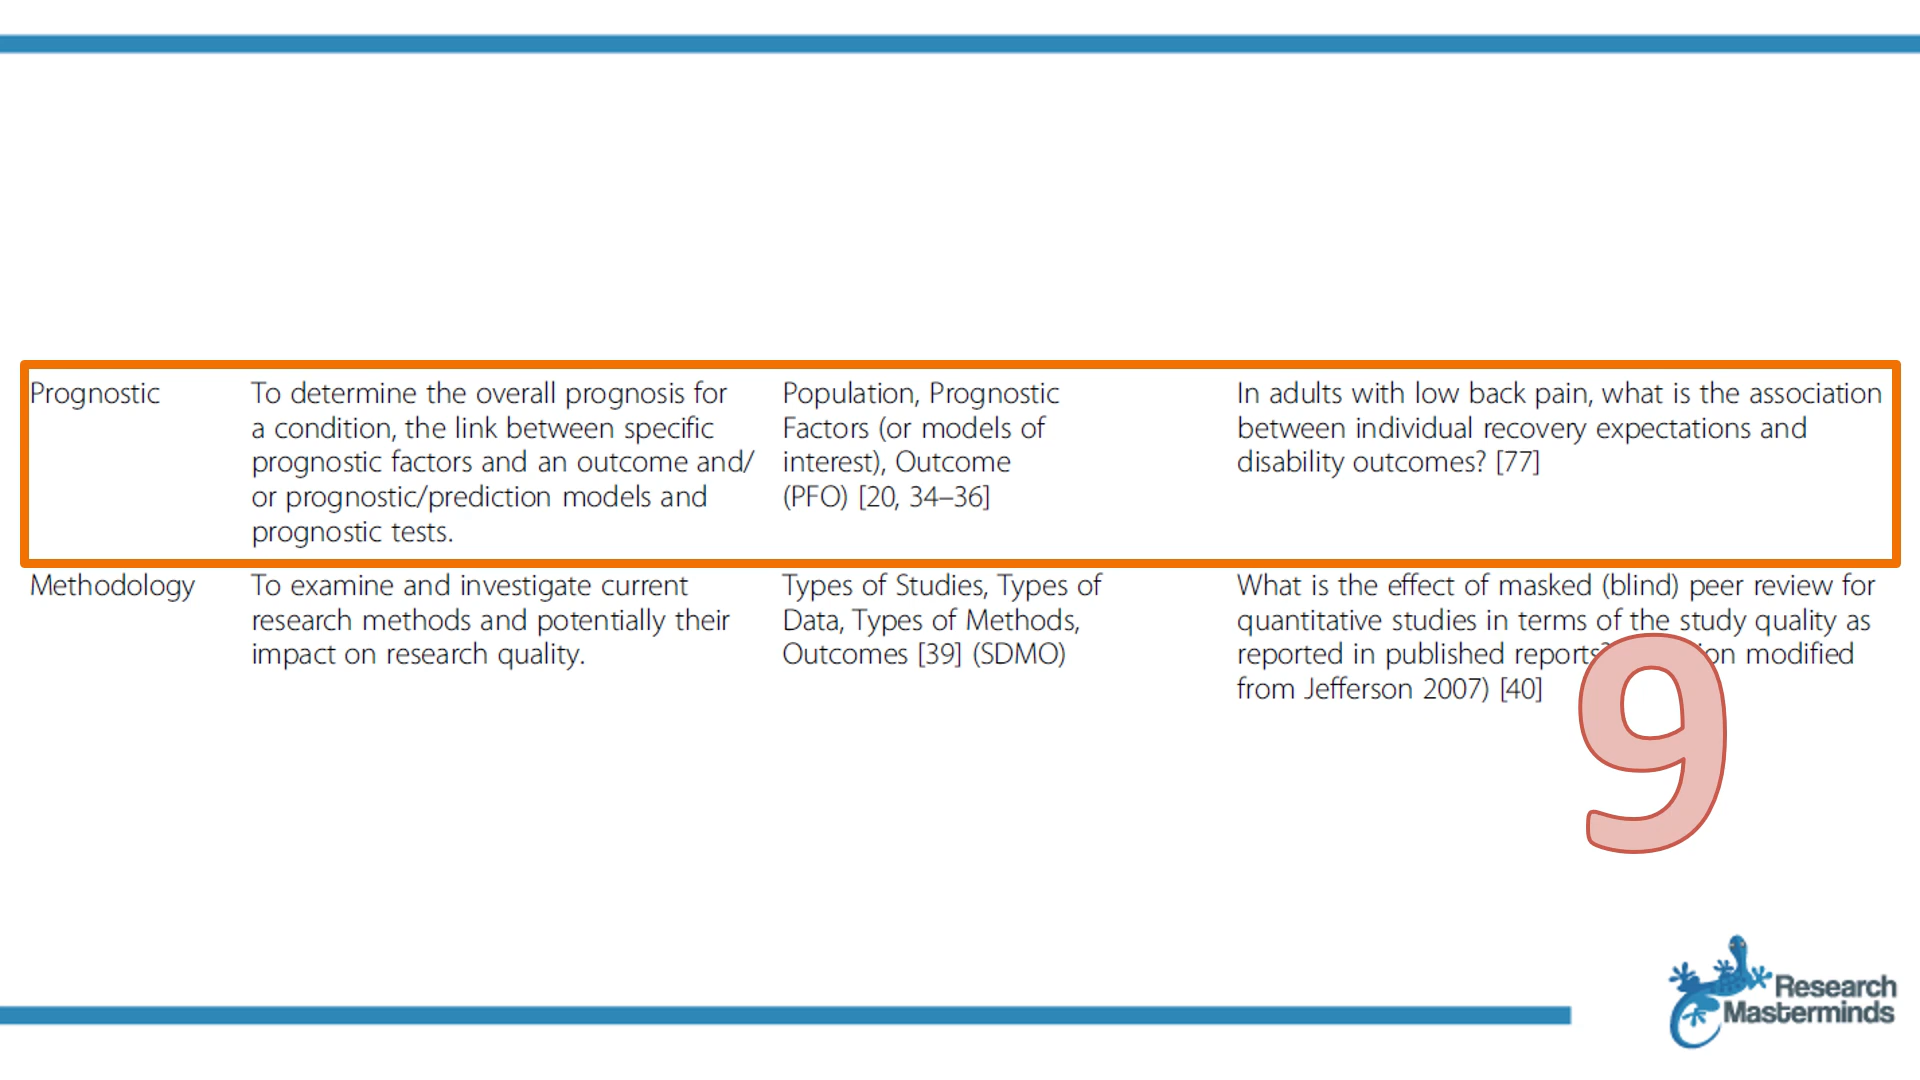 Prognostic
To determine the overall prognosis for
a condition, the link between specific
prognostic factors and an outcome and/
or prognostic/prediction models and
prognostic tests.
Population, Prognostic
Factors (or models of
interest), Outcome
(PFO) [20, 34–36]
In adults with low back pain, what is the association
between individual recovery expectations and
disability outcomes? [77]
Methodology
To examine and investigate current
research methods and potentially their
impact on research quality.
Types of Studies, Types of
Data, Types of Methods,
Outcomes [39] (SDMO)
What is the effect of masked (blind) peer review for
quantitative studies in terms of the study quality as
reported in published reports? modified
from Jefferson 2007) [40]
9
Research
Masterminds